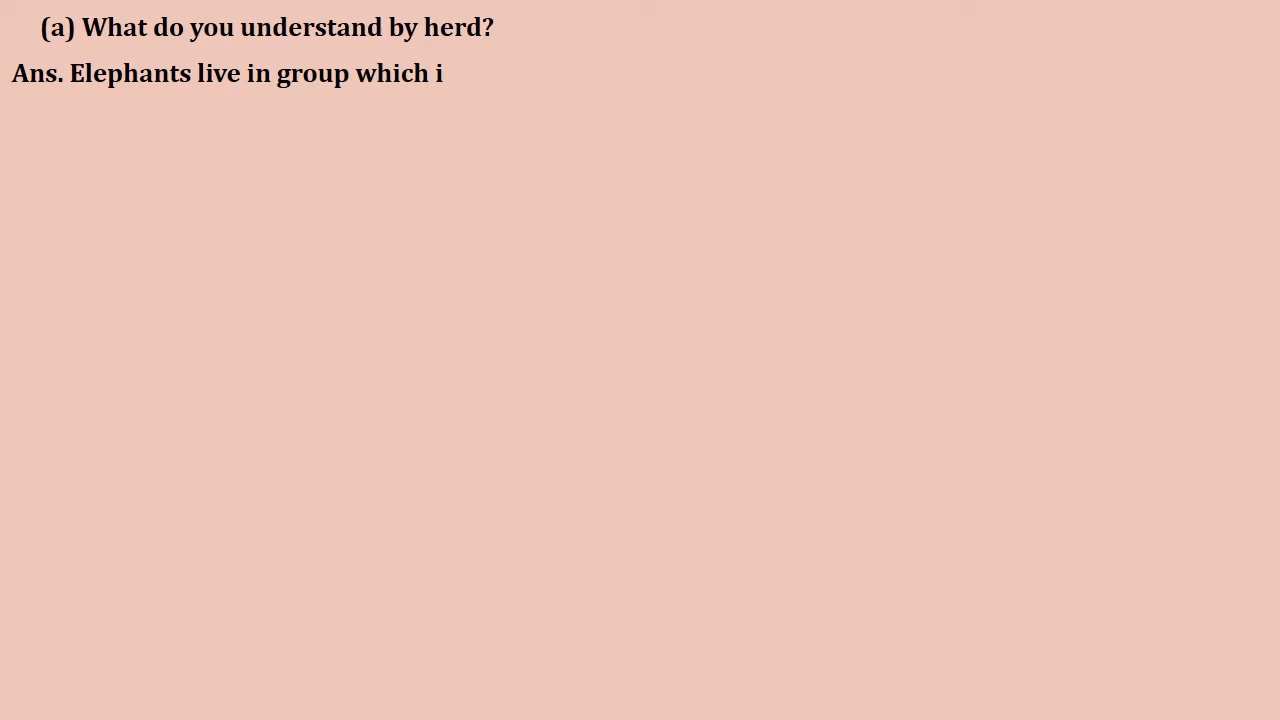 (a) What do you understand by herd?
Ans. Elephants live in group which i